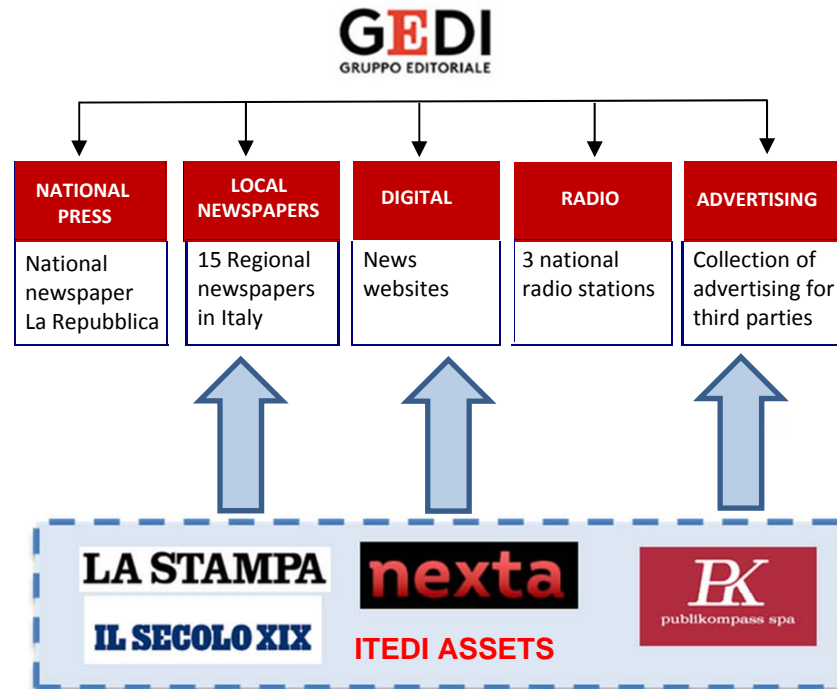 GEDI
GRUPPO EDITORIALE
NATIONAL
PRESS
National
newspaper
La Repubblica
LOCAL
NEWSPAPERS
15 Regional
newspapers
in Italy
DIGITAL
News
websites
RADIO
3 national
radio stations
ADVERTISING
Collection of
advertising for
third parties
LA STAMPA
IL SECOLO XIX
nexta
ITEDI ASSETS
PK
publikompass spa